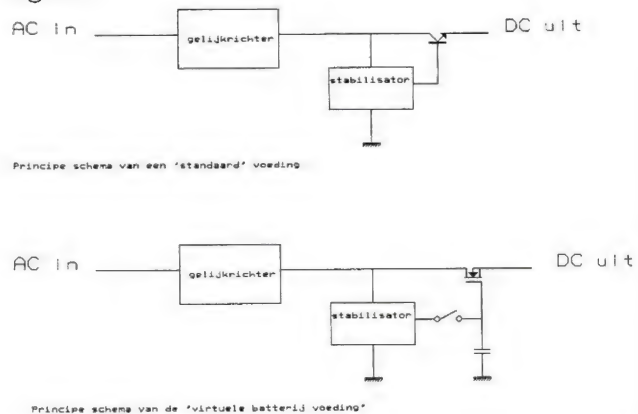 AC in
gelijkrichter
DC uit
stabilisator
Principe schema van een 'standaard' voeding
AC in
gelijkrichter
DC uit
stabilisator
Principe schema van de 'virtuele batterij voeding'